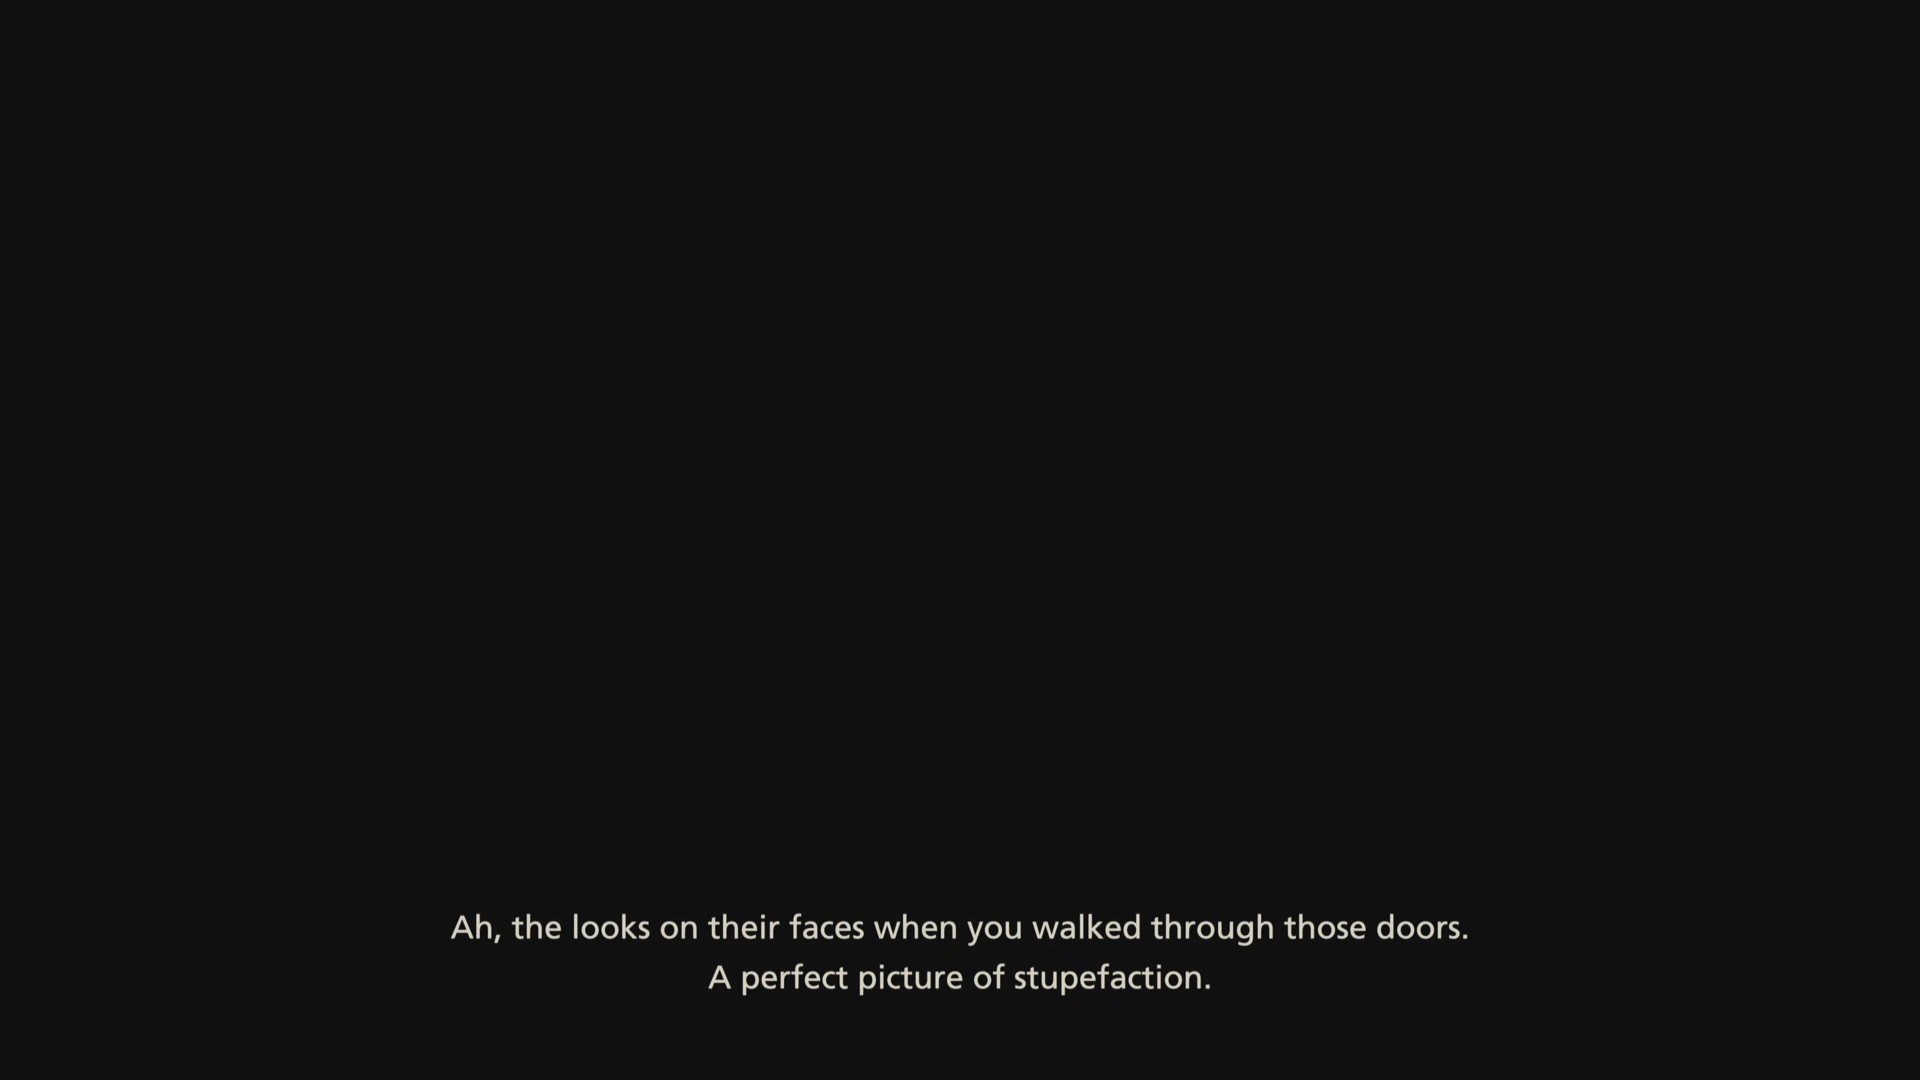 Ah, the looks on their faces when you walked through those doors.
A perfect picture of stupefaction.